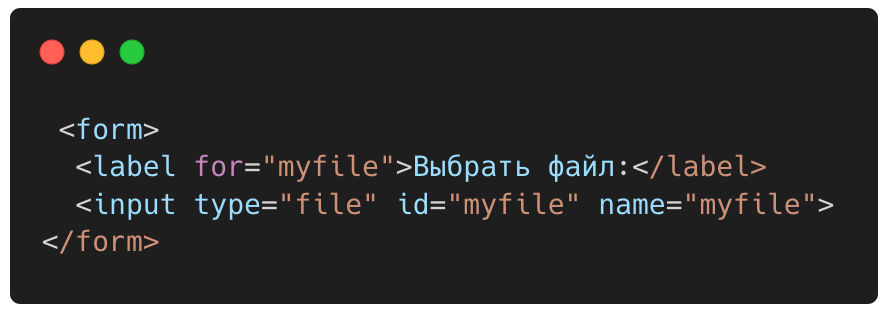 <form>
<label for="myfile">Выбрать файл:</label>
<input type="file" id="myfile" name="myfile">
</form>